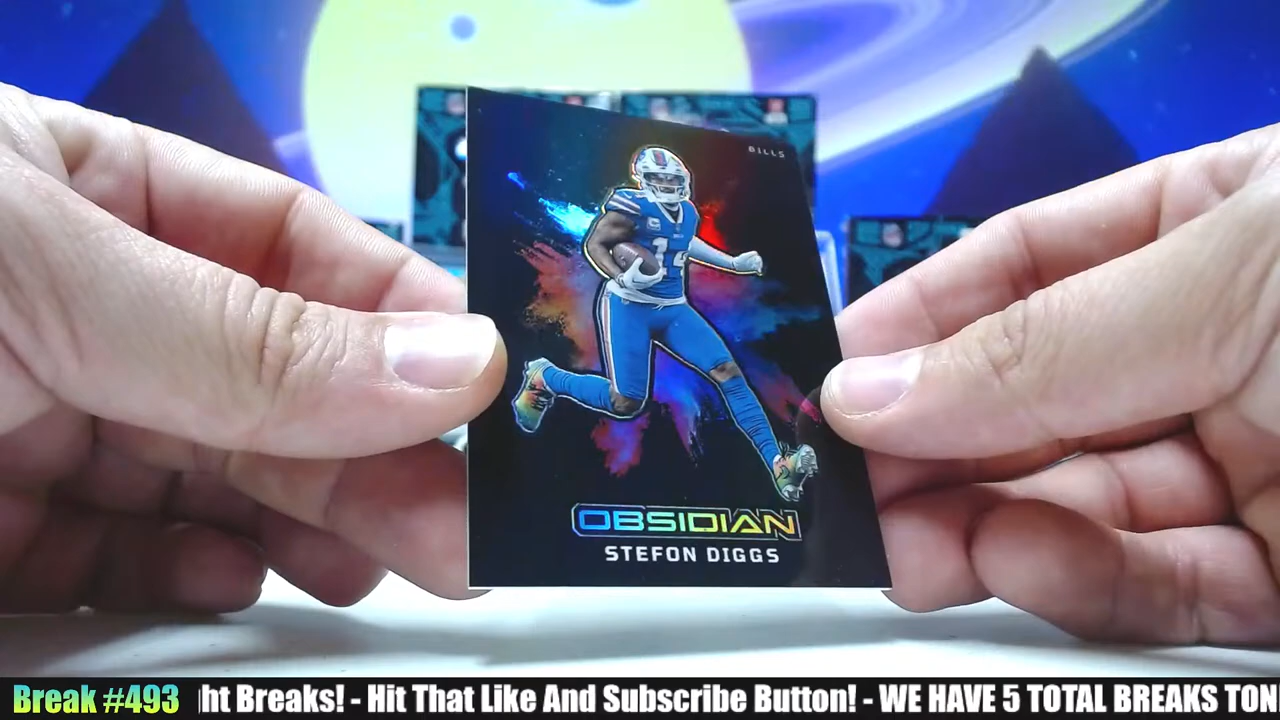 BILLS
14
OBSIDIAN
STEFON DIGGS
Break #493
ht Breaks! - Hit That Like And Subscribe Button! - WE HAVE 5 TOTAL BREAKS TON